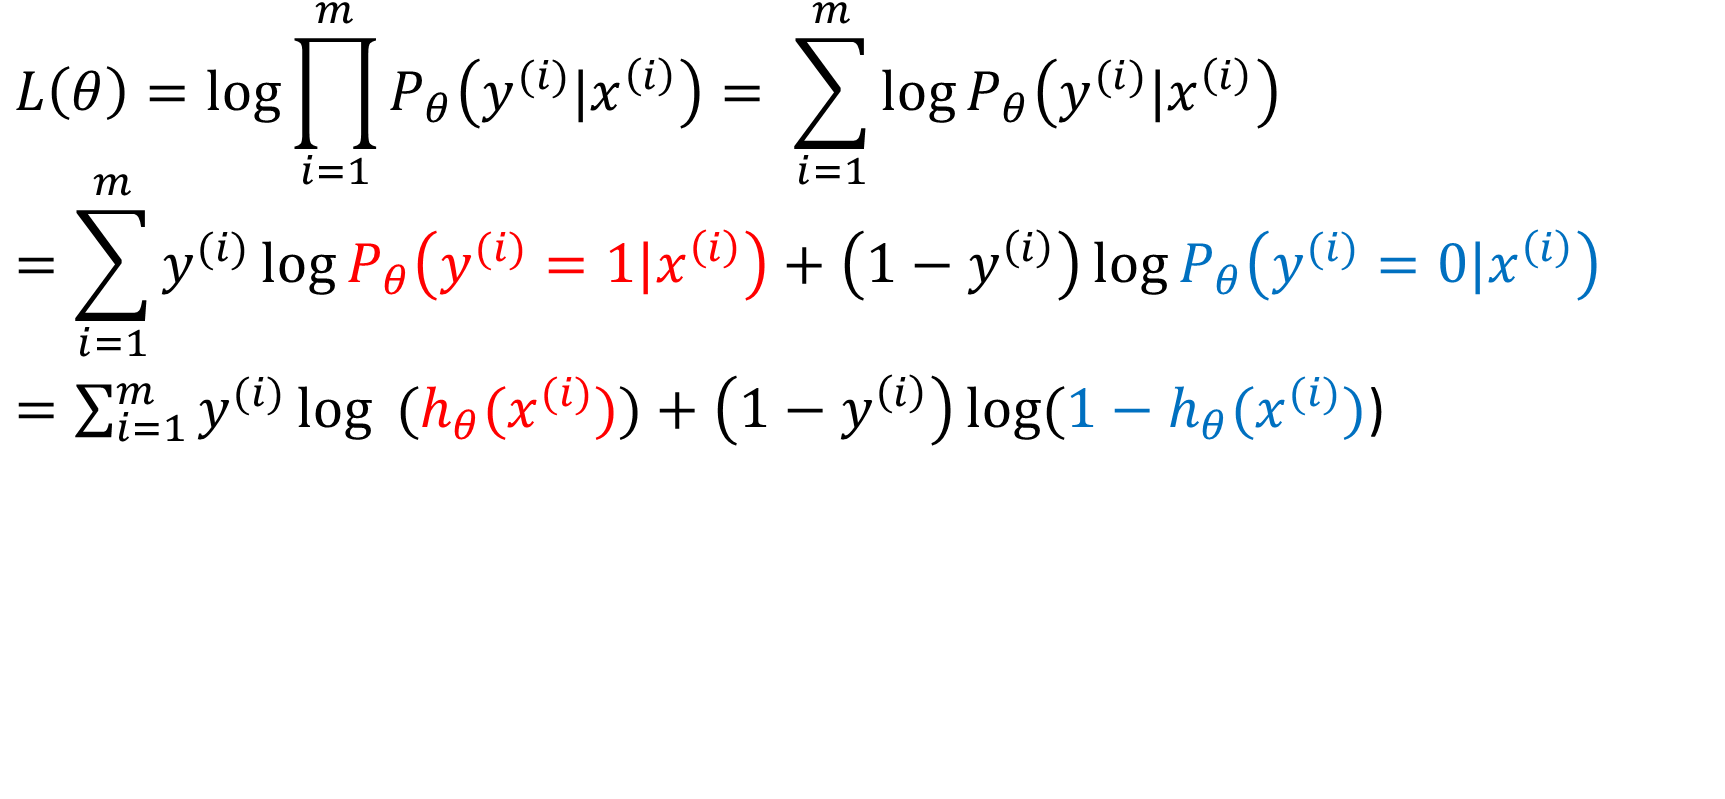 L(θ) = log ∏_{i=1}^{m} P_θ(y^{(i)}|x^{(i)}) = ∑_{i=1}^{m} log P_θ(y^{(i)}|x^{(i)})
= ∑_{i=1}^{m} y^{(i)} log P_θ(y^{(i)} = 1|x^{(i)}) + (1 − y^{(i)}) log P_θ(y^{(i)} = 0|x^{(i)})
= ∑_{i=1}^{m} y^{(i)} log (h_θ(x^{(i)})) + (1 − y^{(i)}) log(1 − h_θ(x^{(i)}))